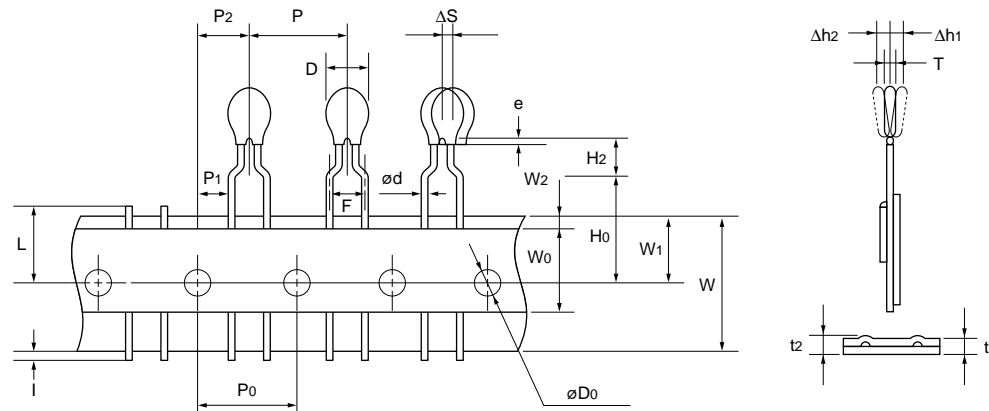 P2 P ΔS
Δh2 Δh1
D T
e
H2
P1 ød W2
F
L H0 W1
W0 W
t2 t
l
P0 øD0